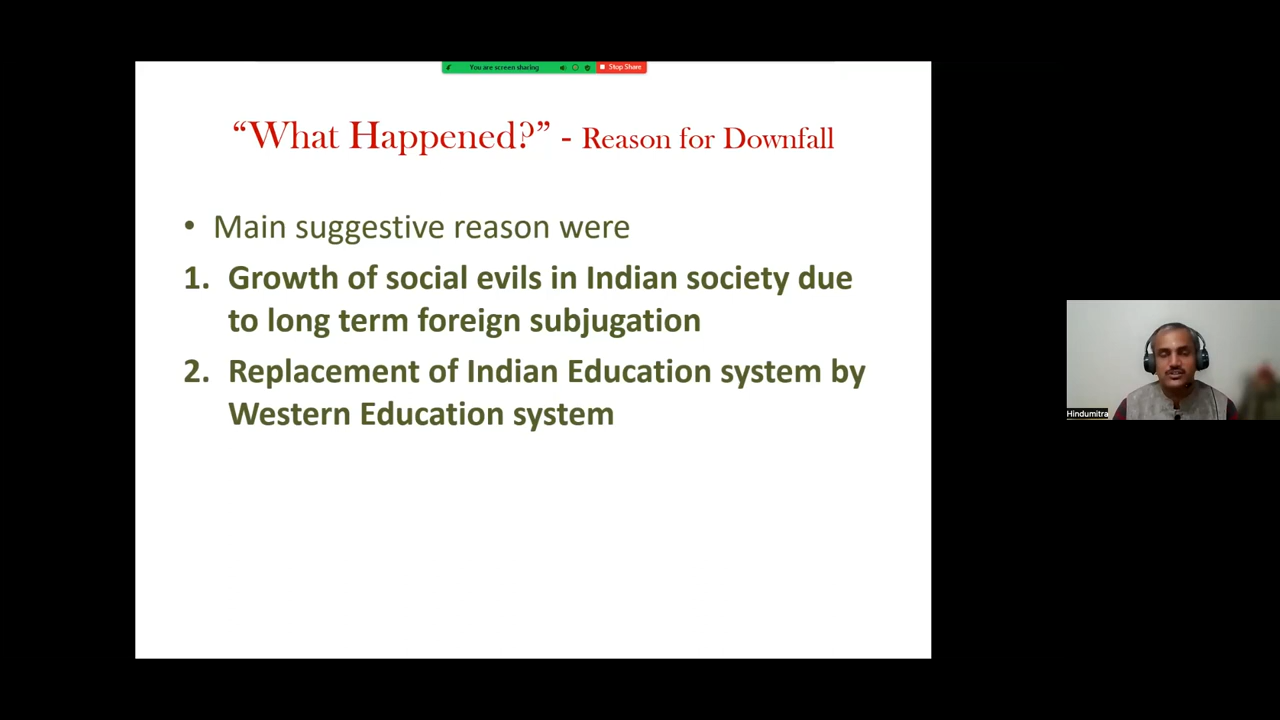 You are screen sharing Stop Share
“What Happened?” - Reason for Downfall
• Main suggestive reason were
1. Growth of social evils in Indian society due
to long term foreign subjugation
2. Replacement of Indian Education system by
Western Education system
Hindumitra